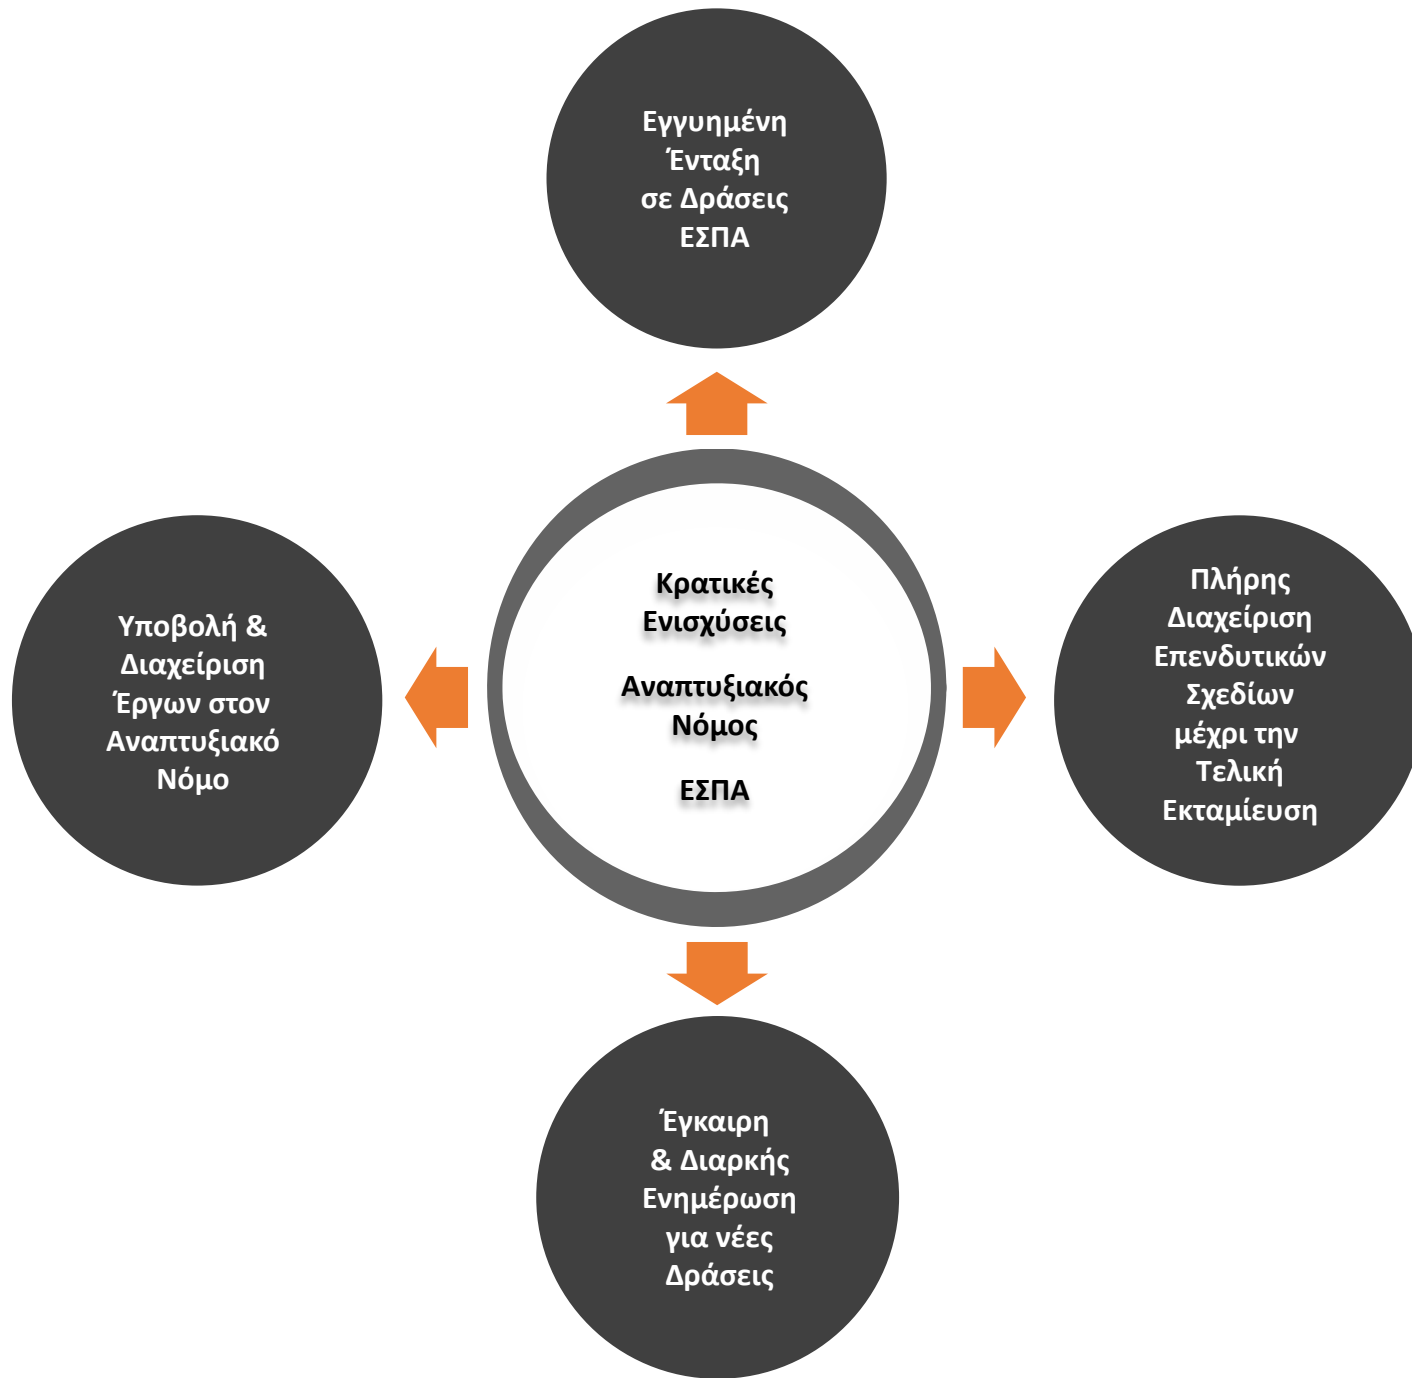 Εγγυημένη
Ένταξη
σε Δράσεις
ΕΣΠΑ
Υποβολή &
Διαχείριση
Έργων στον
Αναπτυξιακό
Νόμο
Κρατικές
Ενισχύσεις
Αναπτυξιακός
Νόμος
ΕΣΠΑ
Πλήρης
Διαχείριση
Επενδυτικών
Σχεδίων
μέχρι την
Τελική
Εκταμίευση
Έγκαιρη
& Διαρκής
Ενημέρωση
για νέες
Δράσεις